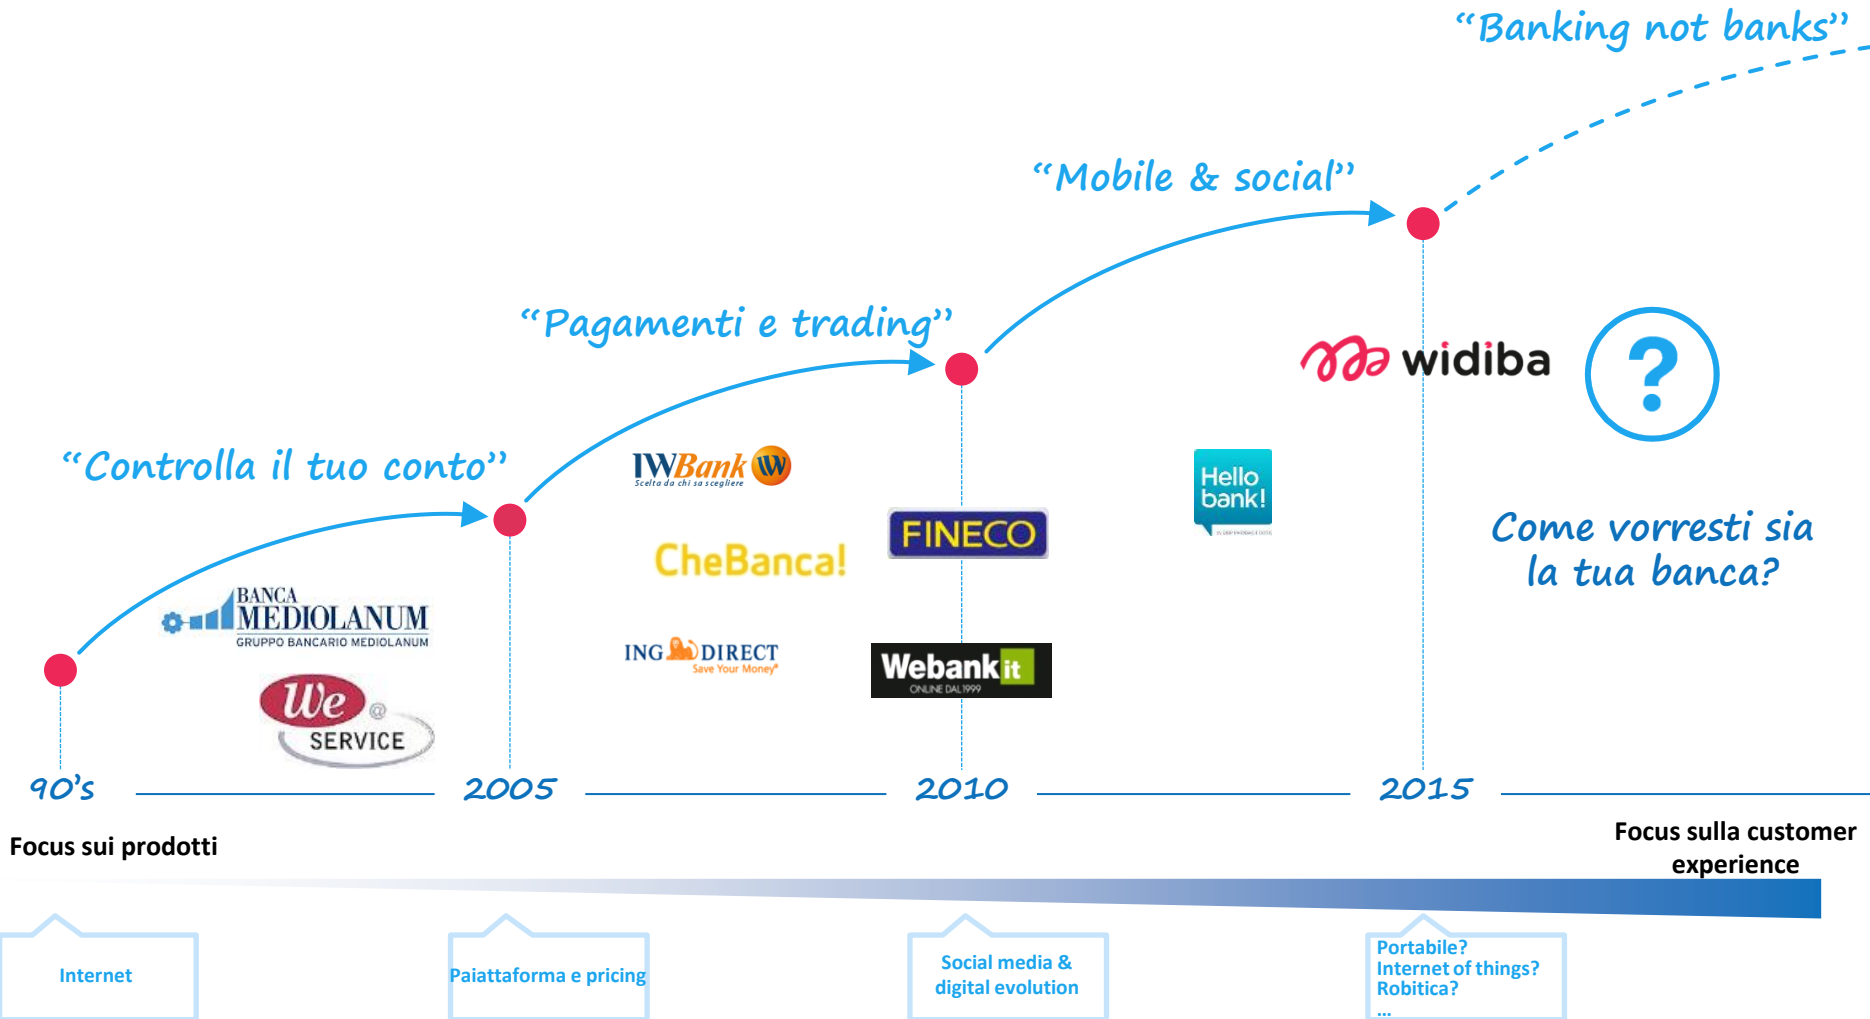 “Banking not banks”
“Mobile & social”
“Pagamenti e trading”
“Controlla il tuo conto”
widiba
?
IWBank IW
Scelta da chi sa scegliere
Hello
bank!
FINECO
CheBanca!
Come vorresti sia
la tua banca?
BANCA
MEDIOLANUM
GRUPPO BANCARIO MEDIOLANUM
ING DIRECT
Save Your Money®
Webank it
ONLINE DAL 1999
We @
SERVICE
90's
2005
2010
2015
Focus sui prodotti
Focus sulla customer
experience
Internet
Paiattaforma e pricing
Social media &
digital evolution
Portabile?
Internet of things?
Robitica?
...